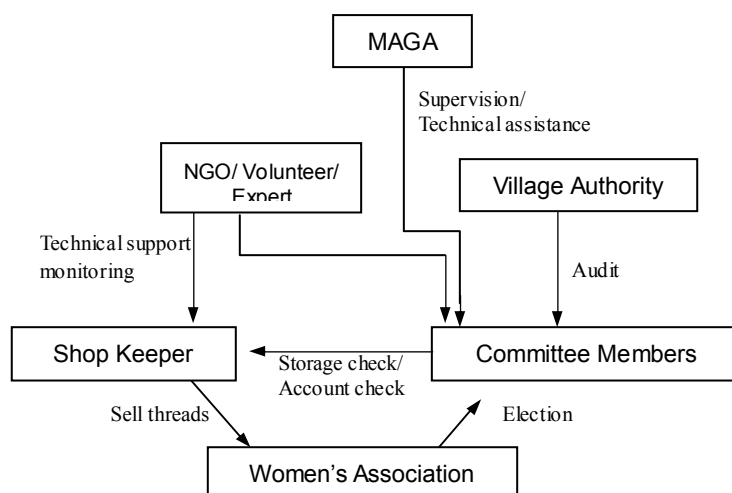 MAGA
Supervision/
Technical assistance
NGO/ Volunteer/
Expert
Village Authority
Technical support
monitoring
Audit
Shop Keeper
Storage check/
Account check
Committee Members
Sell threads
Election
Women's Association